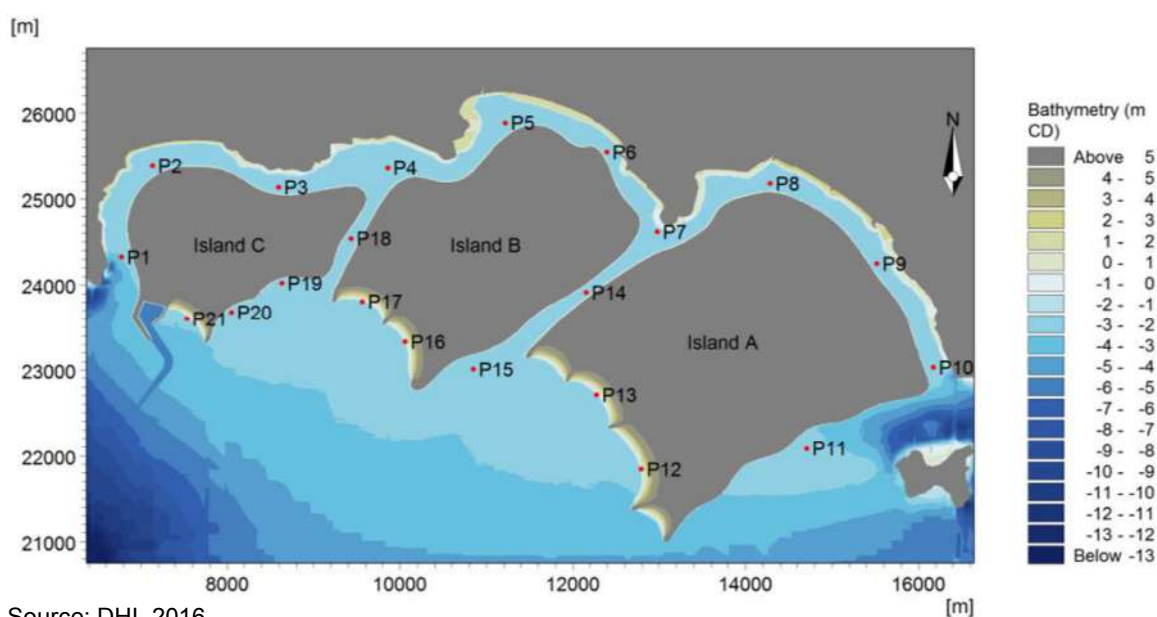 [m]
26000
25000
24000
23000
22000
21000
8000 10000 12000 14000 16000
[m]
P1
P2
P3
P4
P5
P6
P7
P8
P9
P10
P11
P12
P13
P14
P15
P16
P17
P18
P19
P20
P21
Island C
Island B
Island A
N
Bathymetry (m
CD)
Above 5
4 - 5
3 - 4
2 - 3
1 - 2
0 - 1
-1 - 0
-2 - -1
-3 - -2
-4 - -3
-5 - -4
-6 - -5
-7 - -6
-8 - -7
-9 - -8
-10 - -9
-11 - -10
-12 - -11
-13 - -12
Below -13